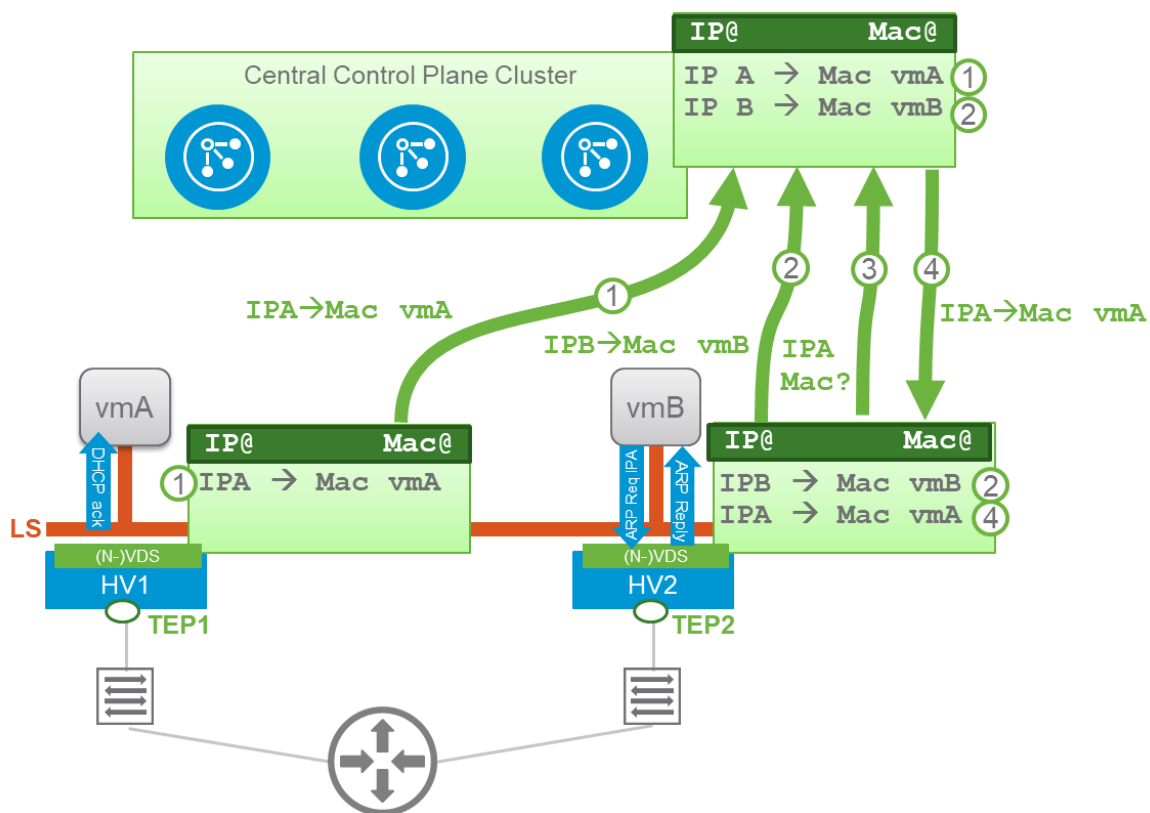 IP@ Mac@
Central Control Plane Cluster
IP A → Mac vmA 1
IP B → Mac vmB 2
2 3 4
1
IPA→Mac vmA
IPA→Mac vmA
IPB→Mac vmB
IPA
Mac?
vmA
vmB
IP@ Mac@
IP@ Mac@
DHCP ack
1 IPA → Mac vmA
ARP Req IPA
ARP Reply
IPB → Mac vmB 2
IPA → Mac vmA 4
LS
(N-)VDS
(N-)VDS
HV1
HV2
TEP1
TEP2